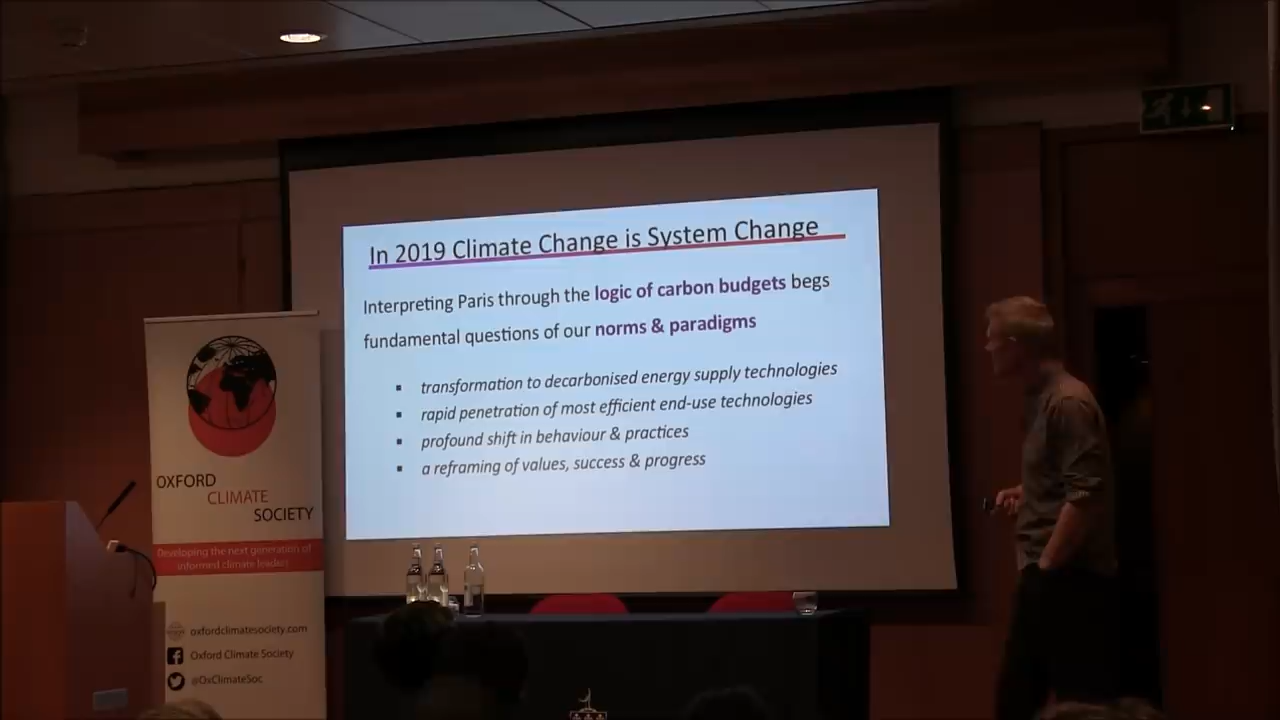 In 2019 Climate Change is System Change
Interpreting Paris through the logic of carbon budgets begs
fundamental questions of our norms & paradigms
▪ transformation to decarbonised energy supply technologies
▪ rapid penetration of most efficient end-use technologies
▪ profound shift in behaviour & practices
▪ a reframing of values, success & progress
OXFORD
CLIMATE
SOCIETY
Developing the next generation of
informed climate leaders
oxfordclimatesociety.com
Oxford Climate Society
@OxClimateSoc